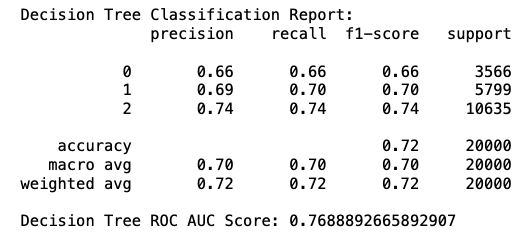 Decision Tree Classification Report:
precision recall f1-score support
0 0.66 0.66 0.66 3566
1 0.69 0.70 0.70 5799
2 0.74 0.74 0.74 10635
accuracy 0.72 20000
macro avg 0.70 0.70 0.70 20000
weighted avg 0.72 0.72 0.72 20000
Decision Tree ROC AUC Score: 0.7688892665892907